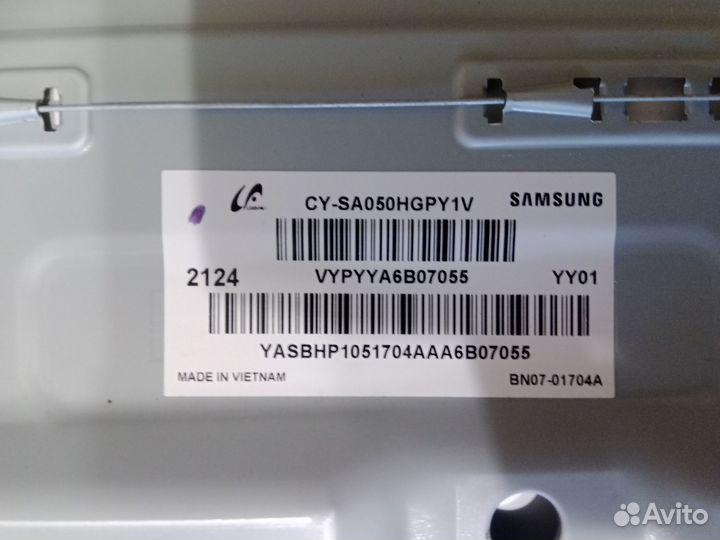 CY-SA050HGPY1V SAMSUNG
2124 VYPYYA6B07055 YY01
YASBHP1051704AAA6B07055
MADE IN VIETNAM BN07-01704A
Avito